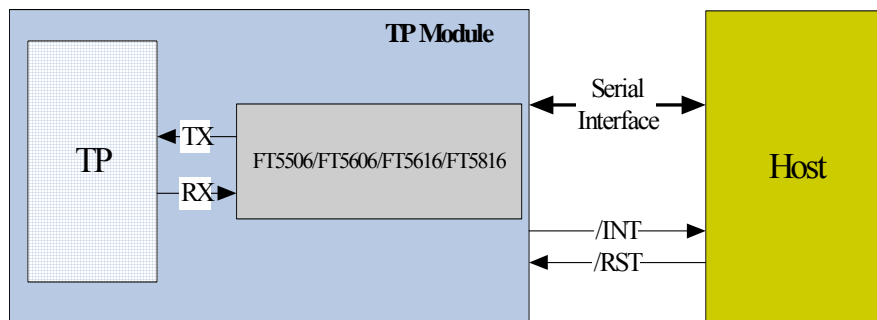 TP Module
TP
TX
RX
FT5506/FT5606/FT5616/FT5816
Serial
Interface
/INT
/RST
Host